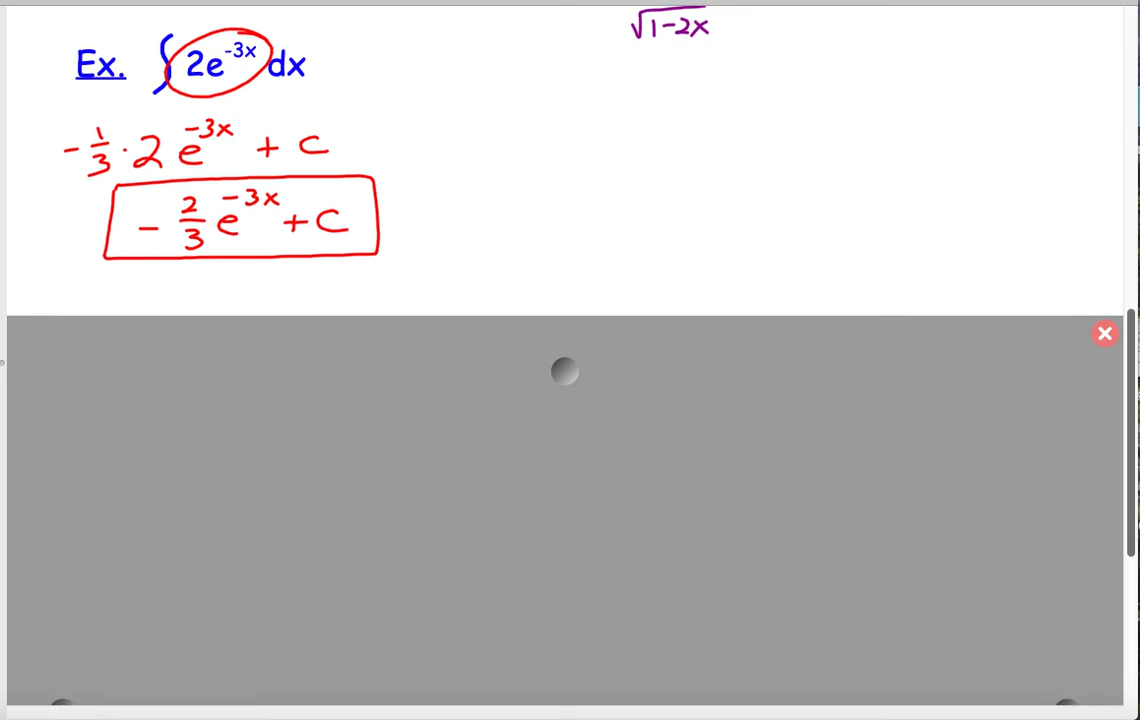 √1-2x
Ex. ∫ 2e^-3x dx
-1/3 · 2 e^-3x + C
-2/3 e^-3x + C